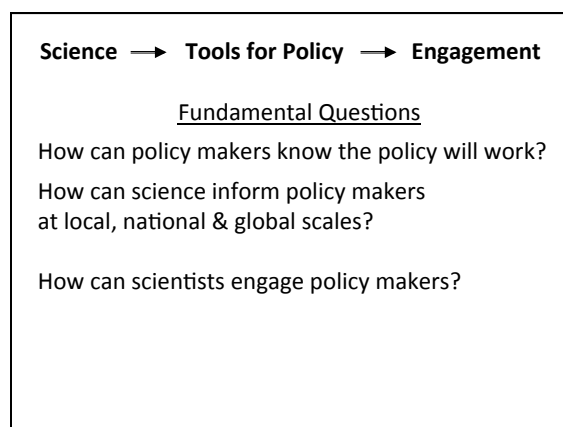 Science → Tools for Policy → Engagement
Fundamental Questions
How can policy makers know the policy will work?
How can science inform policy makers
at local, national & global scales?
How can scientists engage policy makers?